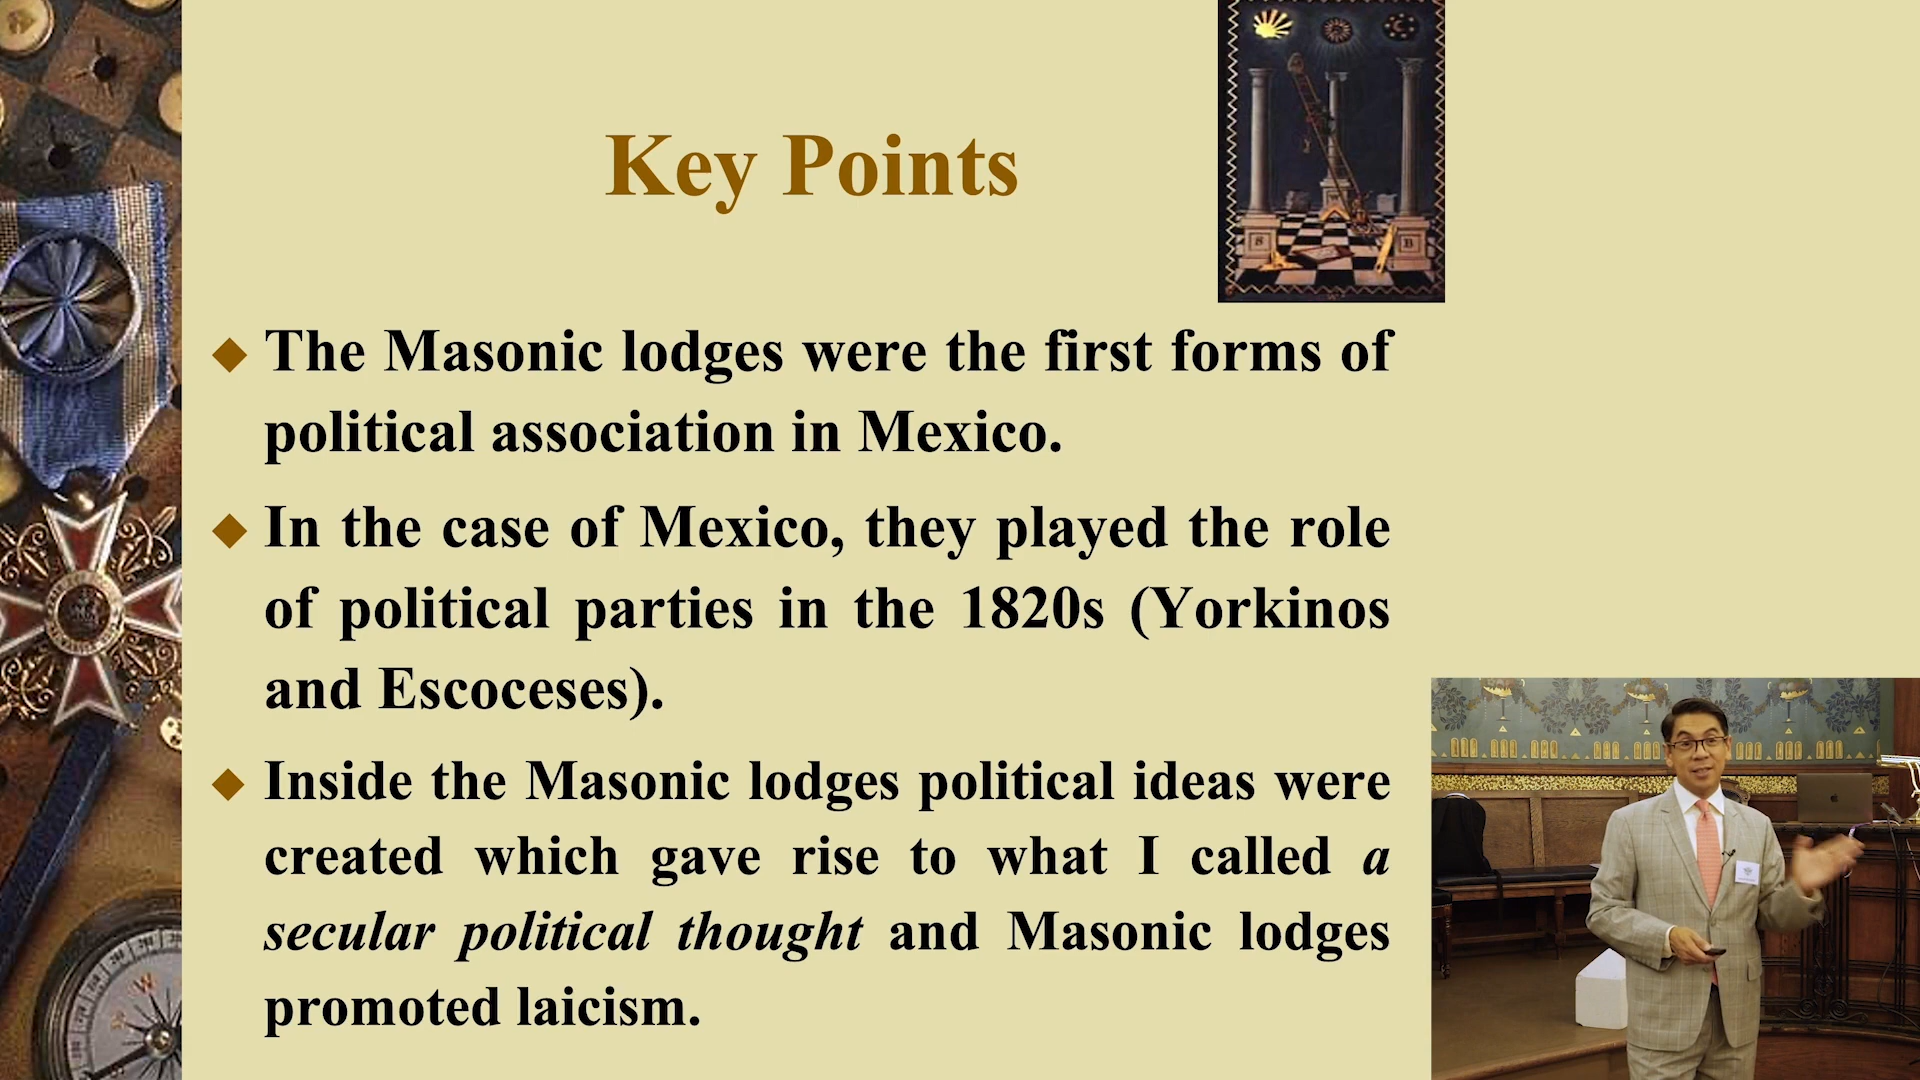 Key Points
S
B
The Masonic lodges were the first forms of
political association in Mexico.
In the case of Mexico, they played the role
of political parties in the 1820s (Yorkinos
and Escoceses).
Inside the Masonic lodges political ideas were
created which gave rise to what I called a
secular political thought and Masonic lodges
promoted laicism.
W